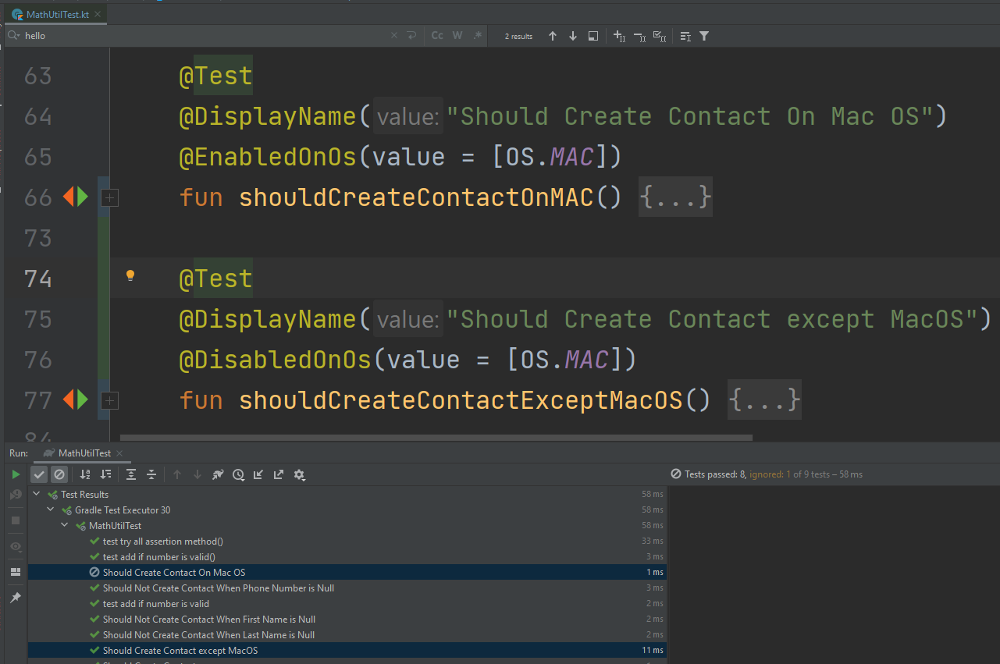 MathUtilTest.kt
hello
Cc W .* 2 results
63 @Test
64 @DisplayName( value: "Should Create Contact On Mac OS")
65 @EnabledOnOs(value = [OS.MAC])
66 fun shouldCreateContactOnMAC() {...}
73
74 @Test
75 @DisplayName( value: "Should Create Contact except MacOS")
76 @DisabledOnOs(value = [OS.MAC])
77 fun shouldCreateContactExceptMacOS() {...}
84
Run: MathUtilTest
Tests passed: 8, ignored: 1 of 9 tests – 58 ms
Test Results 58 ms
Gradle Test Executor 30 58 ms
MathUtilTest 58 ms
test try all assertion method() 33 ms
test add if number is valid() 3 ms
Should Create Contact On Mac OS 1 ms
Should Not Create Contact When Phone Number is Null 3 ms
test add if number is valid 2 ms
Should Not Create Contact When First Name is Null 2 ms
Should Not Create Contact When Last Name is Null 2 ms
Should Create Contact except MacOS 11 ms